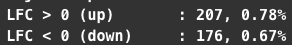 LFC > 0 (up)       : 207, 0.78%
LFC < 0 (down)     : 176, 0.67%